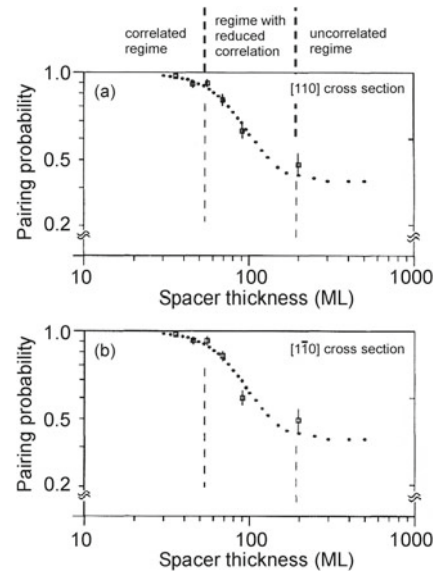 correlated
regime
regime with
reduced
correlation
uncorrelated
regime
1.0
(a)
[110] cross section
Pairing probability
0.5
0.2
10
100
1000
Spacer thickness (ML)
1.0
(b)
[11̄0] cross section
Pairing probability
0.5
0.2
10
100
1000
Spacer thickness (ML)